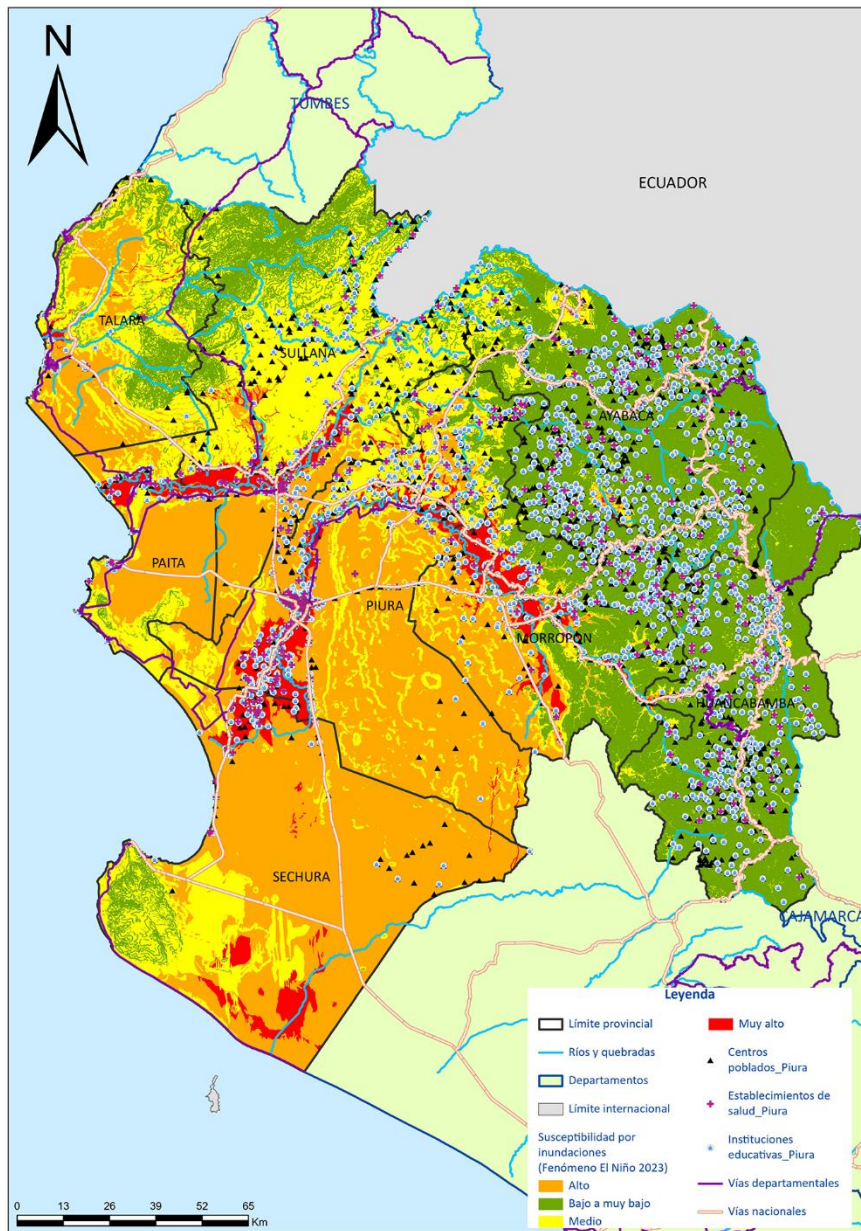 N
TUMBES
ECUADOR
TALARA
SULLANA
AYABACA
PAITA
PIURA
MORROPON
HUANCABAMBA
SECHURA
CAJAMARCA
Leyenda
Límite provincial
Ríos y quebradas
Departamentos
Límite internacional
Susceptibilidad por
inundaciones
(Fenómeno El Niño 2023)
Alto
Bajo a muy bajo
Medio
Muy alto
Centros
poblados_Piura
Establecimientos de
salud_Piura
Instituciones
educativas_Piura
Vías departamentales
Vías nacionales
0 13 26 39 52 65
Km